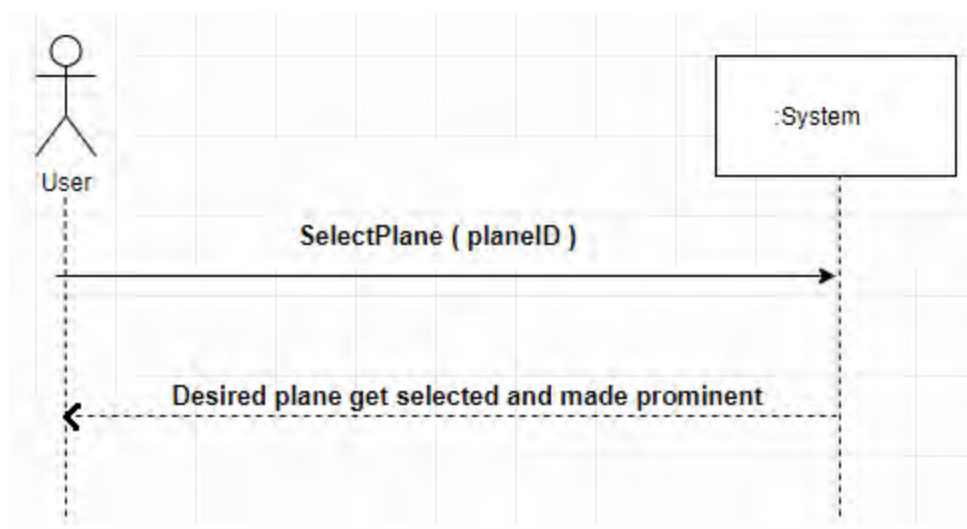 :System
User
SelectPlane ( planeID )
Desired plane get selected and made prominent